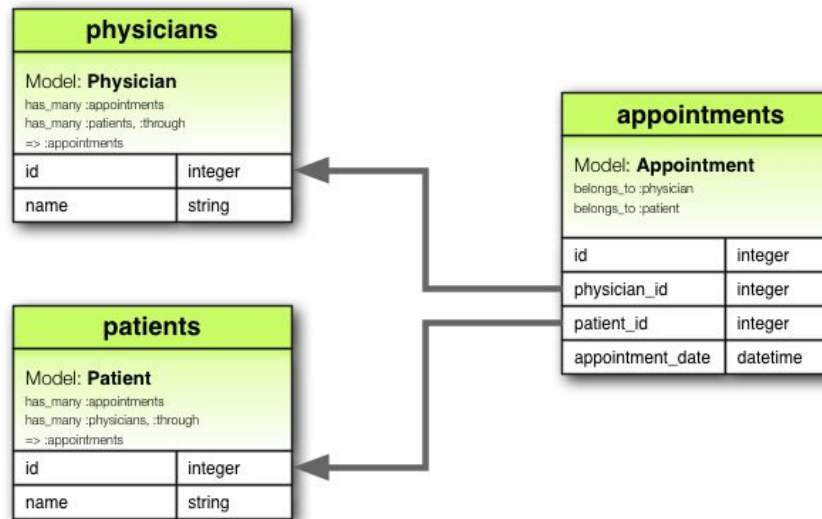 physicians
Model: Physician
has_many :appointments
has_many :patients, :through
=> :appointments
id integer
name string
appointments
Model: Appointment
belongs_to :physician
belongs_to :patient
id integer
physician_id integer
patient_id integer
appointment_date datetime
patients
Model: Patient
has_many :appointments
has_many :physicians, :through
=> :appointments
id integer
name string